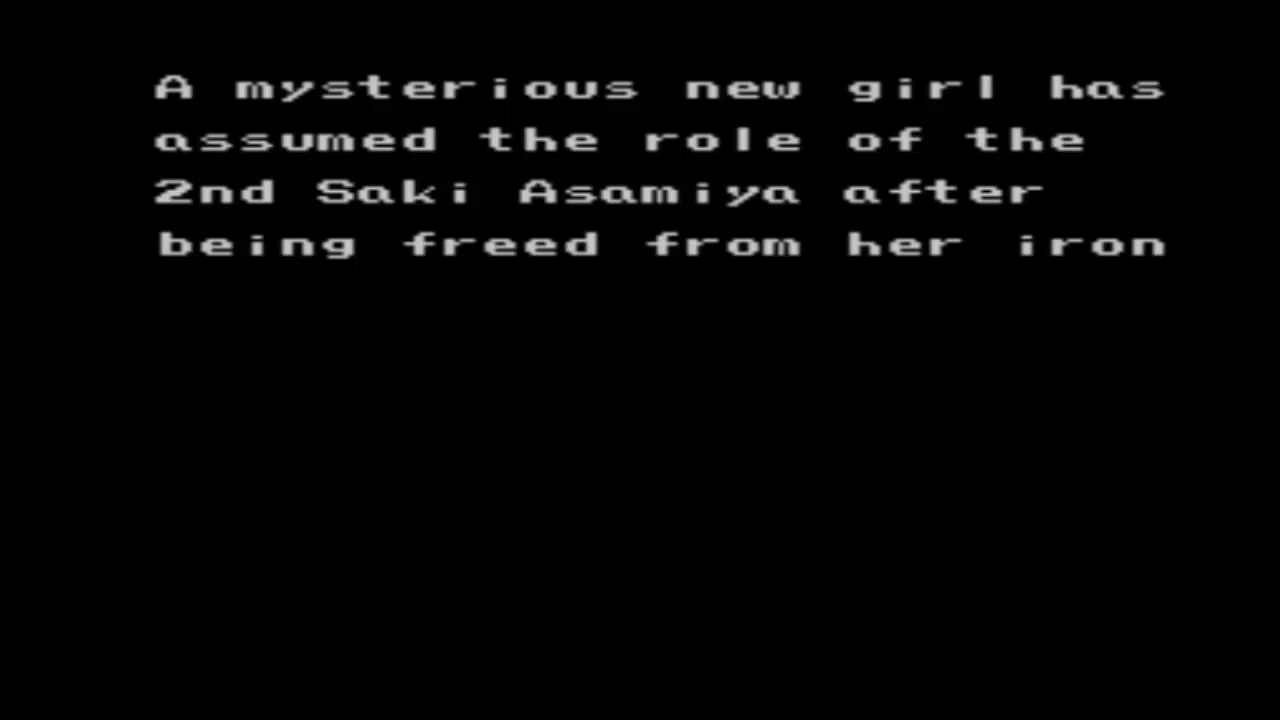 A mysterious new girl has
assumed the role of the
2nd Saki Asamiya after
being freed from her iron